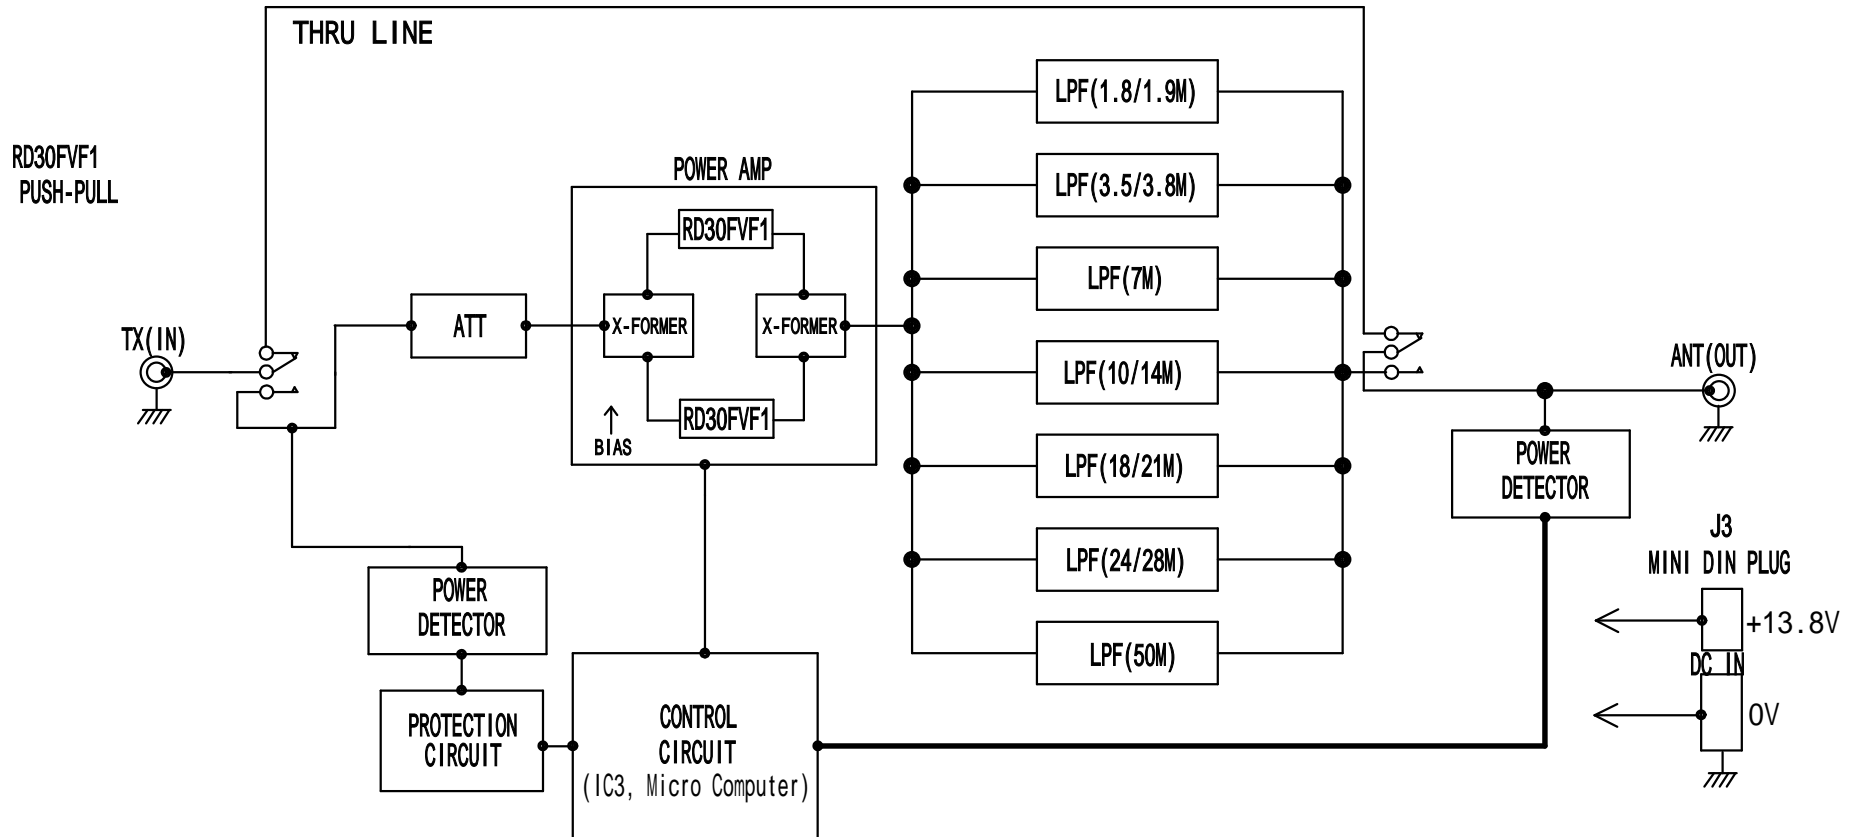 THRU LINE
RD30FVF1
PUSH-PULL
POWER AMP
RD30FVF1
X-FORMER
X-FORMER
RD30FVF1
BIAS
TX(IN)
ATT
LPF(1.8/1.9M)
LPF(3.5/3.8M)
LPF(7M)
LPF(10/14M)
LPF(18/21M)
LPF(24/28M)
LPF(50M)
ANT(OUT)
POWER
DETECTOR
J3
MINI DIN PLUG
+13.8V
DC IN
0V
POWER
DETECTOR
PROTECTION
CIRCUIT
CONTROL
CIRCUIT
(IC3, Micro Computer)